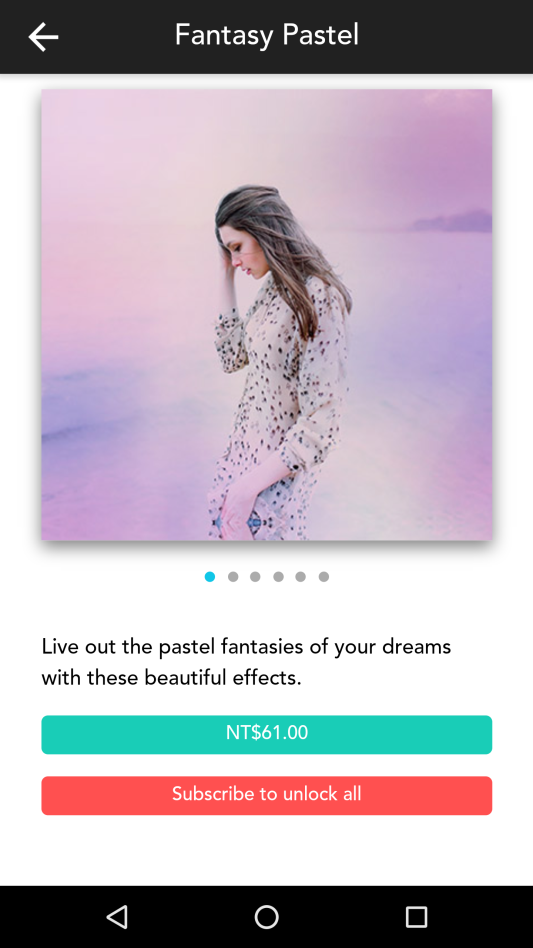 Fantasy Pastel
Live out the pastel fantasies of your dreams
with these beautiful effects.
NT$61.00
Subscribe to unlock all